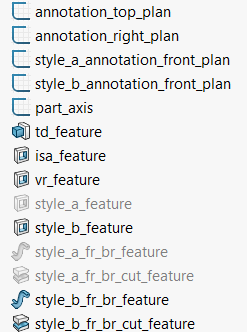 annotation_top_plan
annotation_right_plan
style_a_annotation_front_plan
style_b_annotation_front_plan
part_axis
td_feature
isa_feature
vr_feature
style_a_feature
style_b_feature
style_a_fr_br_feature
style_a_fr_br_cut_feature
style_b_fr_br_feature
style_b_fr_br_cut_feature